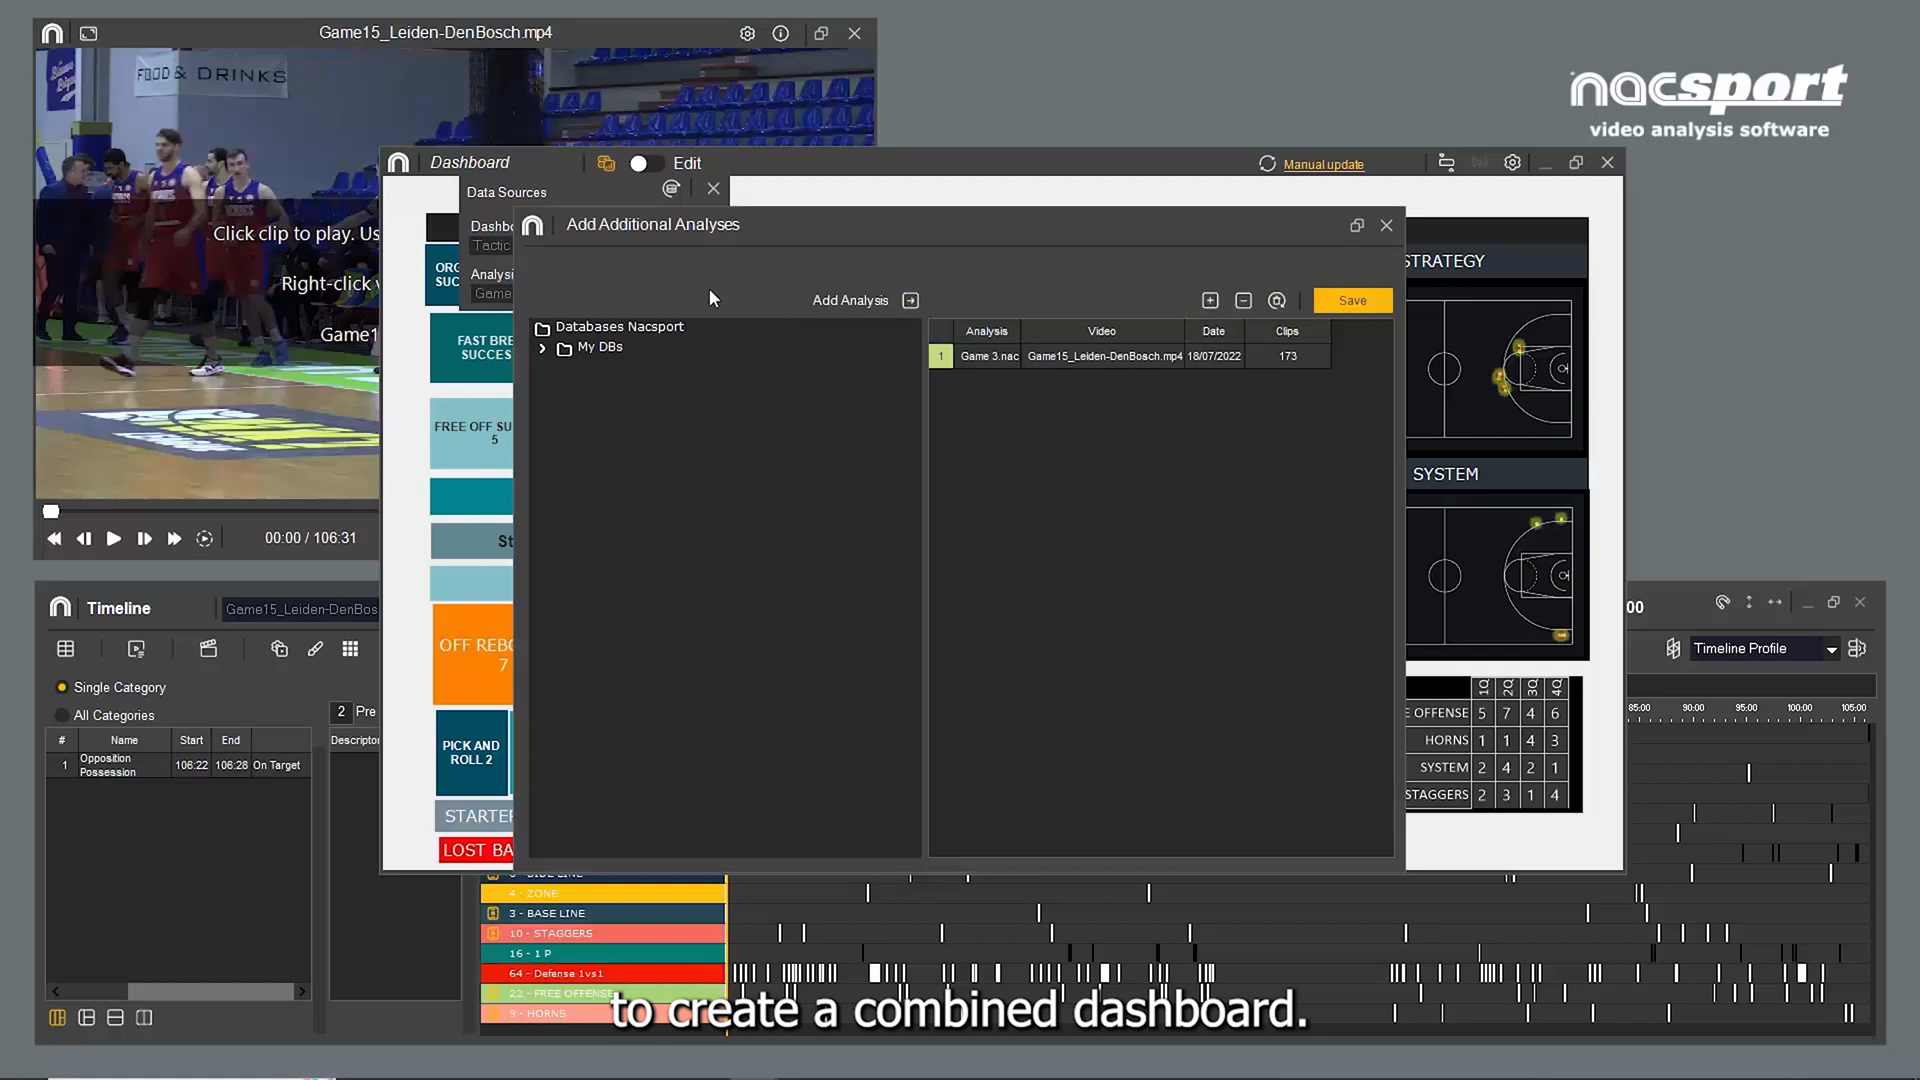 Game15_Leiden-DenBosch.mp4
FOOD & DRINKS
nacsport
video analysis software
Dashboard
Edit
Manual update
Data Sources
Add Additional Analyses
Add Analysis
Save
Databases Nacsport
My DBs
Analysis Video Date Clips
1 Game 3.nac Game15_Leiden-DenBosch.mp4 18/07/2022 173
Click clip to play. Us
Right-click
Game1
00:00 / 106:31
Dashbo
Tactic
Analysi
Game
ORG
SUC
FAST BRE
SUCCES
FREE OFF SU
5
St
OFF REBO
7
PICK AND
ROLL 2
STARTER
LOST BA
STRATEGY
SYSTEM
1Q 2Q 3Q 4Q
E OFFENSE 5 7 4 6
HORNS 1 1 4 3
SYSTEM 2 4 2 1
STAGGERS 2 3 1 4
Timeline
Game15_Leiden-DenBos
00
Timeline Profile
Single Category
All Categories
2 Pre
# Name Start End
Descriptor
1 Opposition Possession 106:22 106:28 On Target
85:00 90:00 95:00 100:00 105:00
4 - ZONE
3 - BASE LINE
10 - STAGGERS
16 - 1 P
64 - Defense 1vs1
22 - FREE OFFENSE
9 - HORNS
to create a combined dashboard.